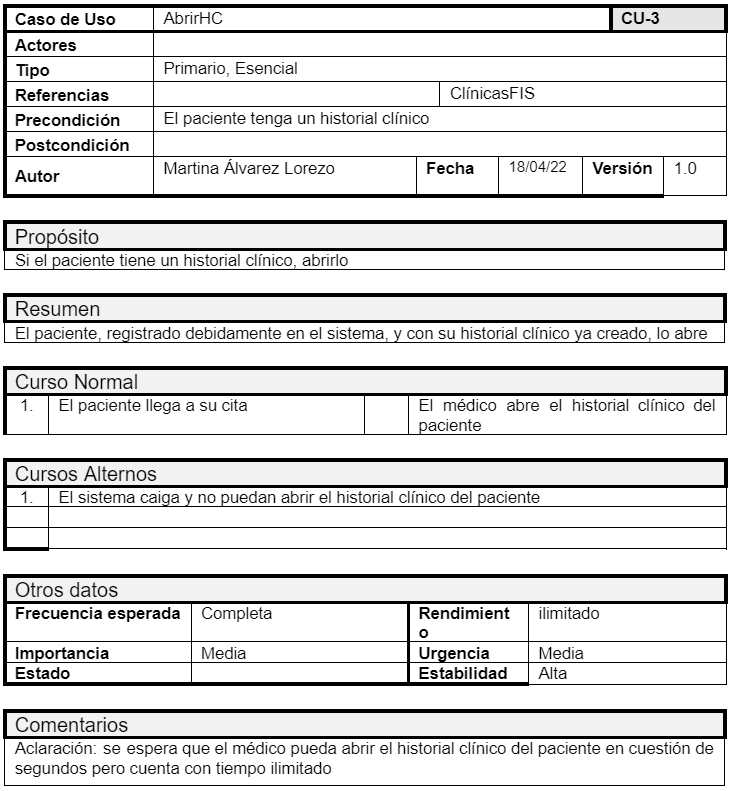 Caso de Uso AbrirHC CU-3
Actores
Tipo Primario, Esencial
Referencias ClínicasFIS
Precondición El paciente tenga un historial clínico
Postcondición
Autor Martina Álvarez Lorezo Fecha 18/04/22 Versión 1.0
Propósito
Si el paciente tiene un historial clínico, abrirlo
Resumen
El paciente, registrado debidamente en el sistema, y con su historial clínico ya creado, lo abre
Curso Normal
1. El paciente llega a su cita El médico abre el historial clínico del
paciente
Cursos Alternos
1. El sistema caiga y no puedan abrir el historial clínico del paciente
Otros datos
Frecuencia esperada Completa Rendimient ilimitado
o
Importancia Media Urgencia Media
Estado Estabilidad Alta
Comentarios
Aclaración: se espera que el médico pueda abrir el historial clínico del paciente en cuestión de
segundos pero cuenta con tiempo ilimitado